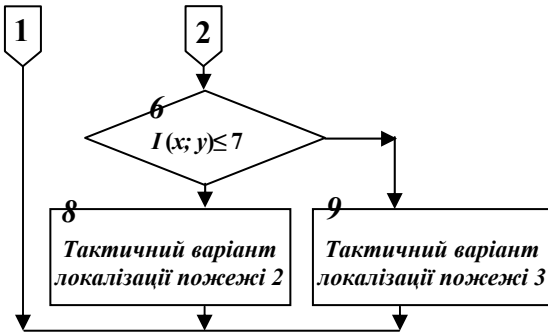 1
2
6
I (x; y)≤ 7
8
Тактичний варіант
локалізації пожежі 2
9
Тактичний варіант
локалізації пожежі 3